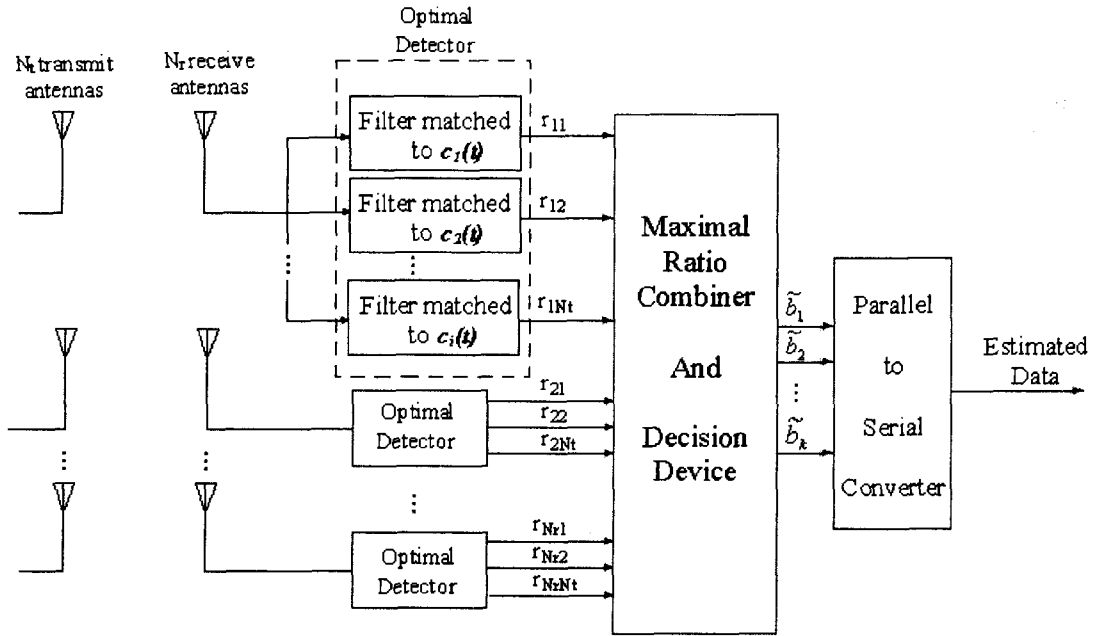 Optimal
Detector
Nt transmit
antennas
Nr receive
antennas
Filter matched
to c1(t)
r11
Filter matched
to c2(t)
r12
Filter matched
to ci(t)
r1Nt
Optimal
Detector
r21
r22
r2Nt
Optimal
Detector
rNr1
rNr2
rNrNt
Maximal
Ratio
Combiner
And
Decision
Device
b̃1
b̃2
b̃k
Parallel
to
Serial
Converter
Estimated
Data